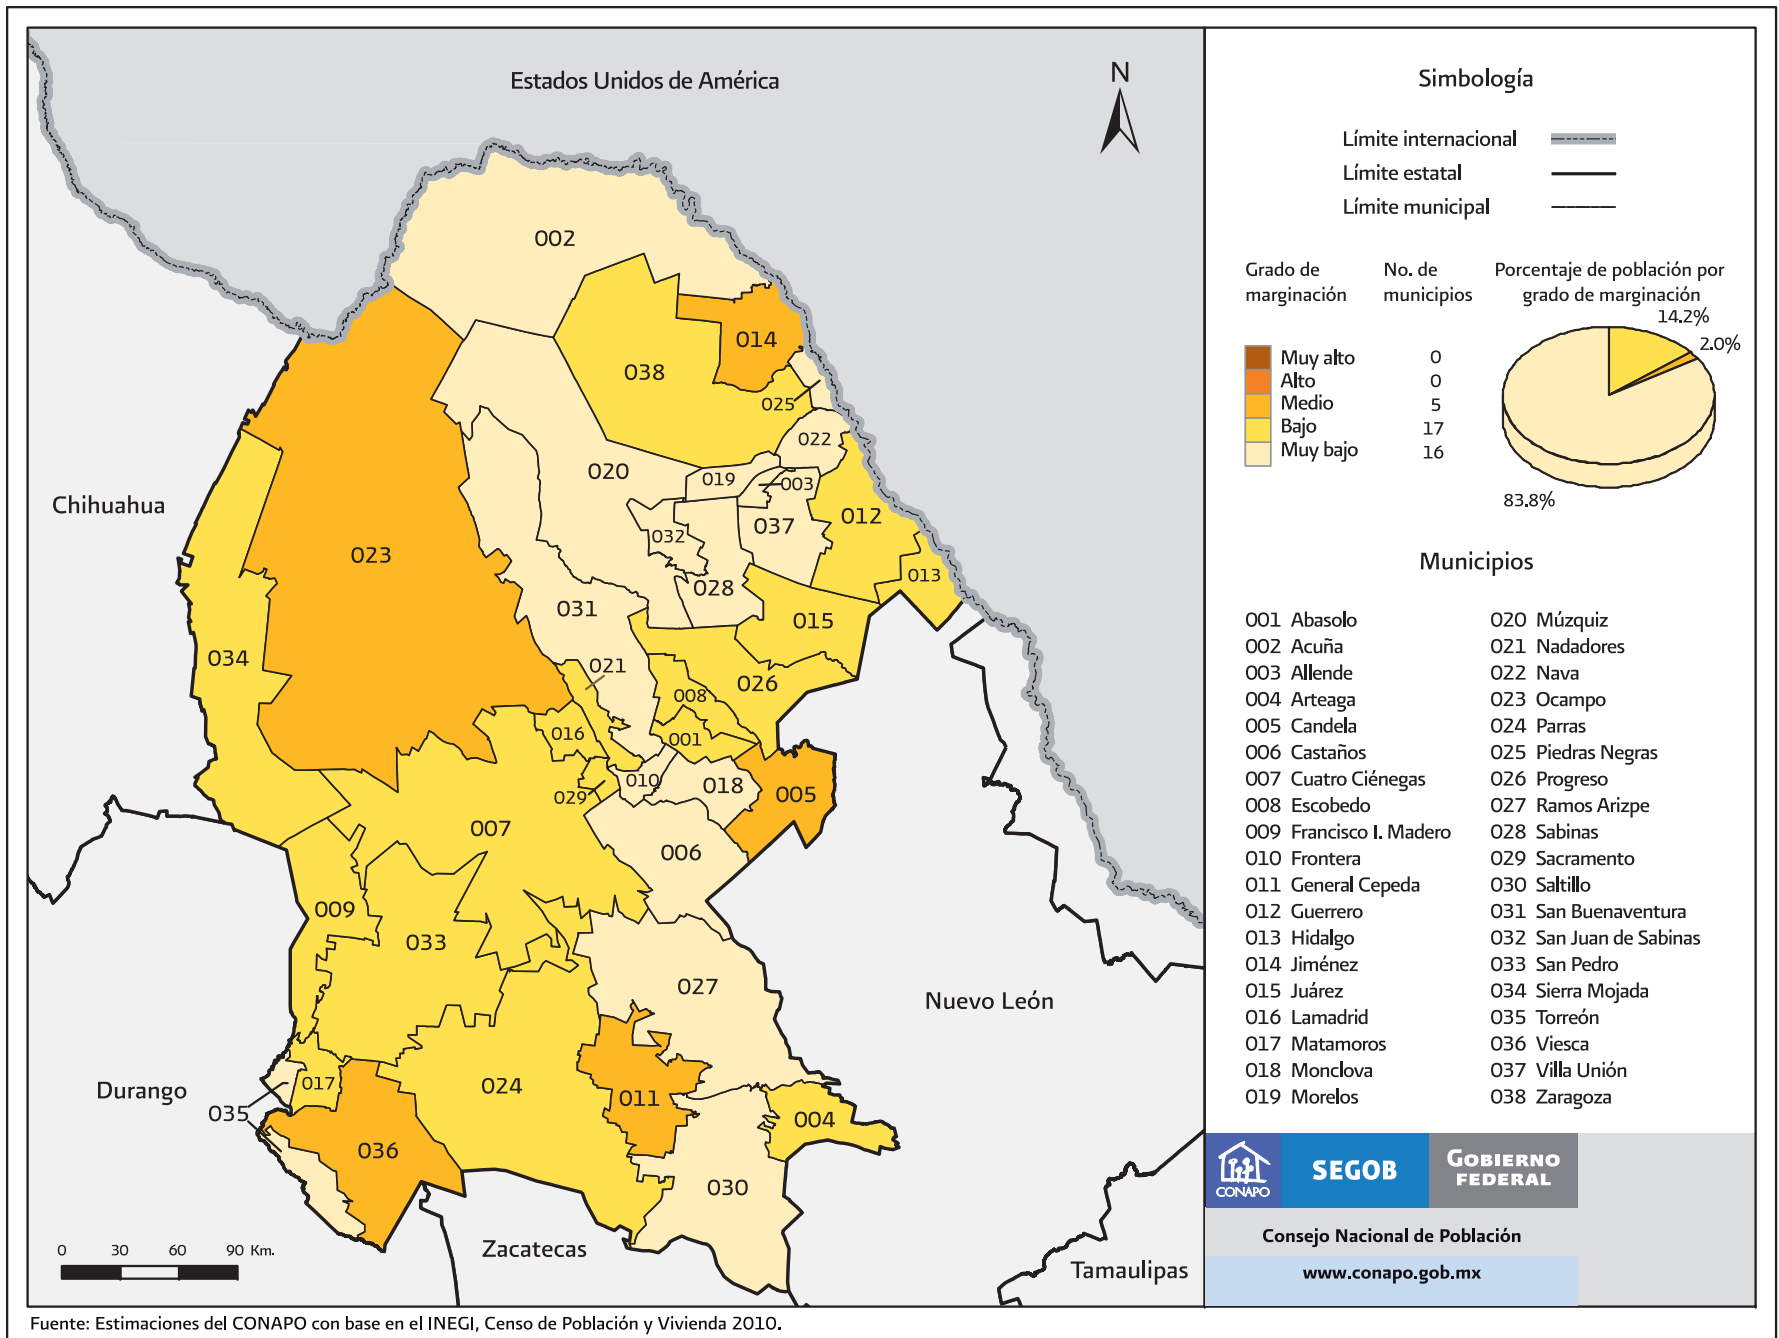 Estados Unidos de América
N
002
014
038
025
022
020
019
003
Chihuahua
012
037
032
023
013
028
031
015
034
021
026
008
016
001
010
018
005
029
007
006
009
033
027
Nuevo León
017
024
Durango
011
035
004
036
030
0 30 60 90 Km.
Zacatecas
Tamaulipas
Simbología
Límite internacional
Límite estatal
Límite municipal
Grado de marginación
No. de municipios
Porcentaje de población por grado de marginación
Muy alto 0
Alto 0
Medio 5
Bajo 17
Muy bajo 16
14.2%
2.0%
83.8%
Municipios
001 Abasolo
002 Acuña
003 Allende
004 Arteaga
005 Candela
006 Castaños
007 Cuatro Ciénegas
008 Escobedo
009 Francisco I. Madero
010 Frontera
011 General Cepeda
012 Guerrero
013 Hidalgo
014 Jiménez
015 Juárez
016 Lamadrid
017 Matamoros
018 Monclova
019 Morelos
020 Múzquiz
021 Nadadores
022 Nava
023 Ocampo
024 Parras
025 Piedras Negras
026 Progreso
027 Ramos Arizpe
028 Sabinas
029 Sacramento
030 Saltillo
031 San Buenaventura
032 San Juan de Sabinas
033 San Pedro
034 Sierra Mojada
035 Torreón
036 Viesca
037 Villa Unión
038 Zaragoza
CONAPO
SEGOB
GOBIERNO
FEDERAL
Consejo Nacional de Población
www.conapo.gob.mx
Fuente: Estimaciones del CONAPO con base en el INEGI, Censo de Población y Vivienda 2010.